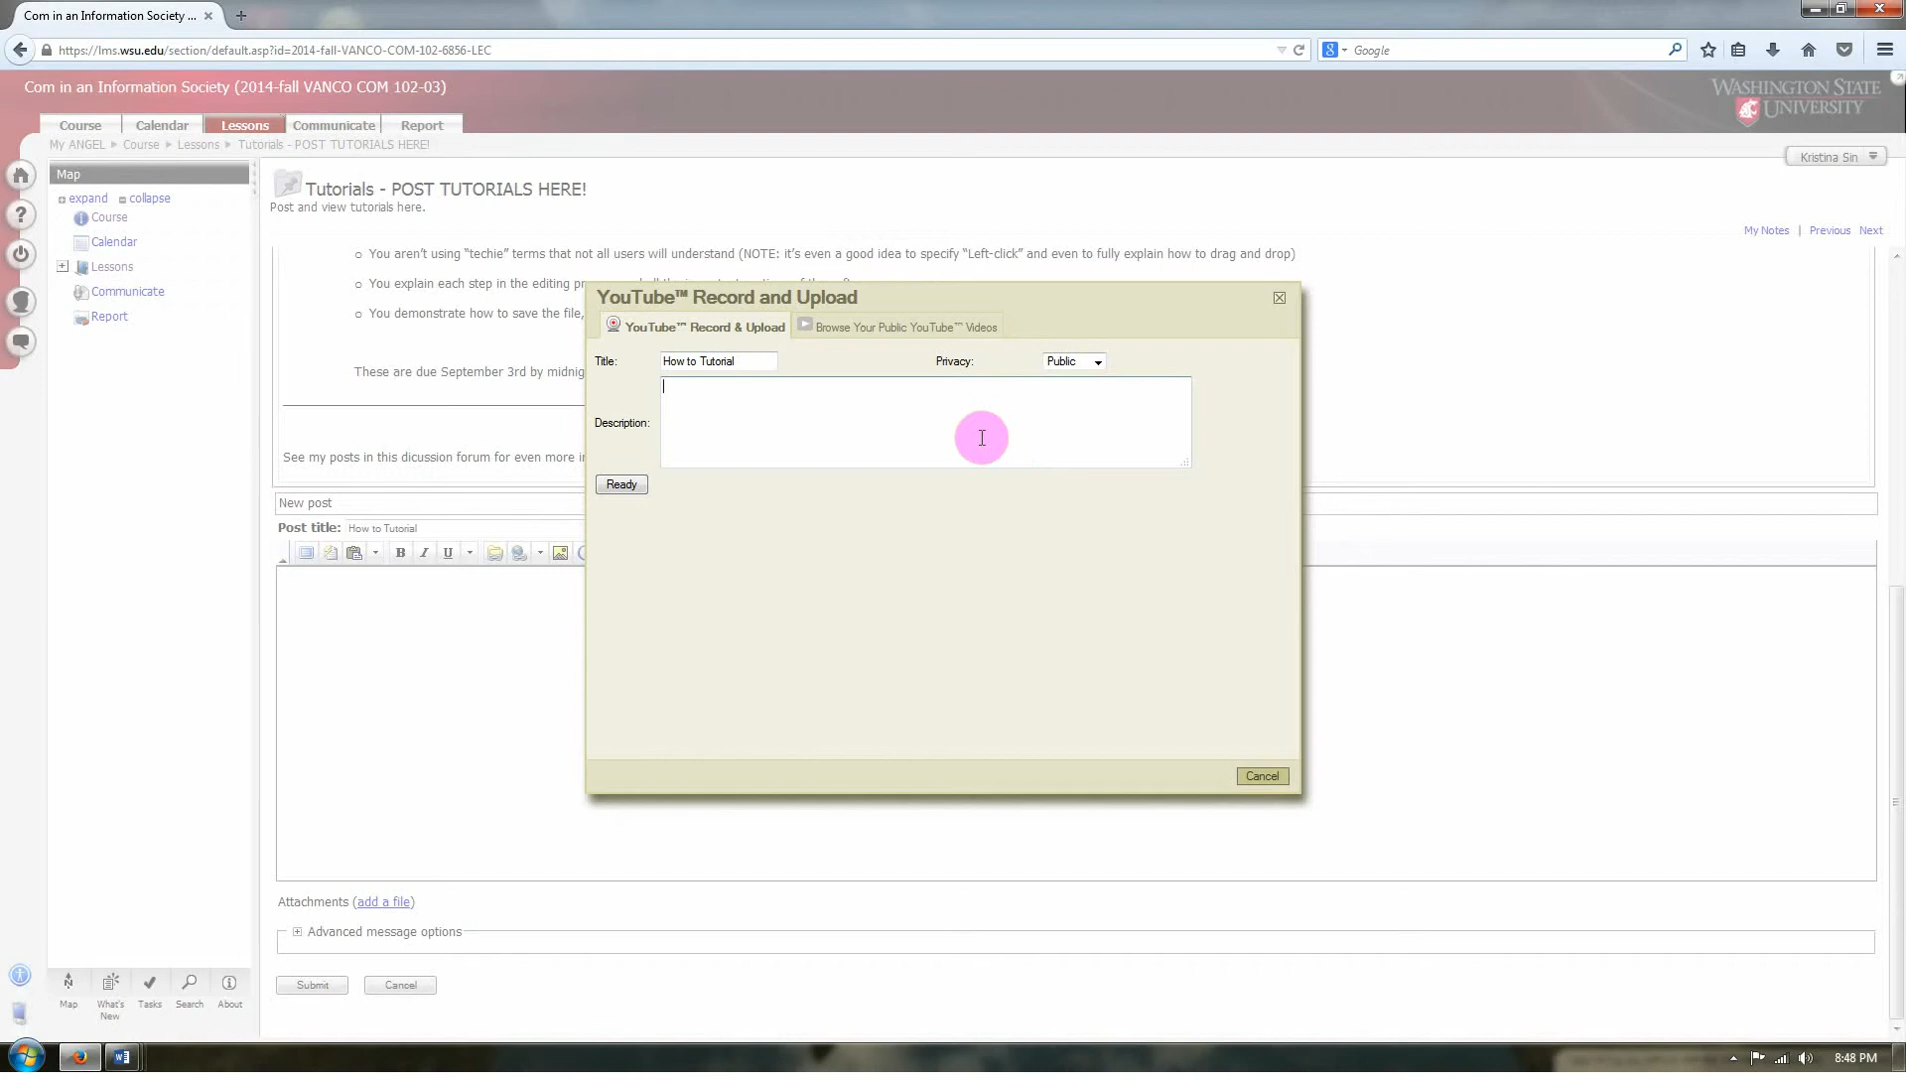 Com in an Information Society ...
https://lms.wsu.edu/section/default.asp?id=2014-fall-VANCO-COM-102-6856-LEC
Google
Com in an Information Society (2014-fall VANCO COM 102-03)
WASHINGTON STATE
UNIVERSITY
Course
Calendar
Lessons
Communicate
Report
My ANGEL
Course
Lessons
Tutorials - POST TUTORIALS HERE!
Kristina Sin
Map
expand
collapse
Course
Calendar
Lessons
Communicate
Report
Tutorials - POST TUTORIALS HERE!
Post and view tutorials here.
My Notes | Previous Next
You aren't using "techie" terms that not all users will understand (NOTE: it's even a good idea to specify "Left-click" and even to fully explain how to drag and drop)
You explain each step in the editing
You demonstrate how to save the file,
These are due September 3rd by midnig
See my posts in this dicussion forum for even more in
YouTube™ Record and Upload
YouTube™ Record & Upload
Browse Your Public YouTube™ Videos
Title: How to Tutorial
Privacy: Public
Description:
Ready
Cancel
New post
Post title: How to Tutorial
B I U
Attachments (add a file)
Advanced message options
Submit
Cancel
Map
What's New
Tasks
Search
About
8:48 PM